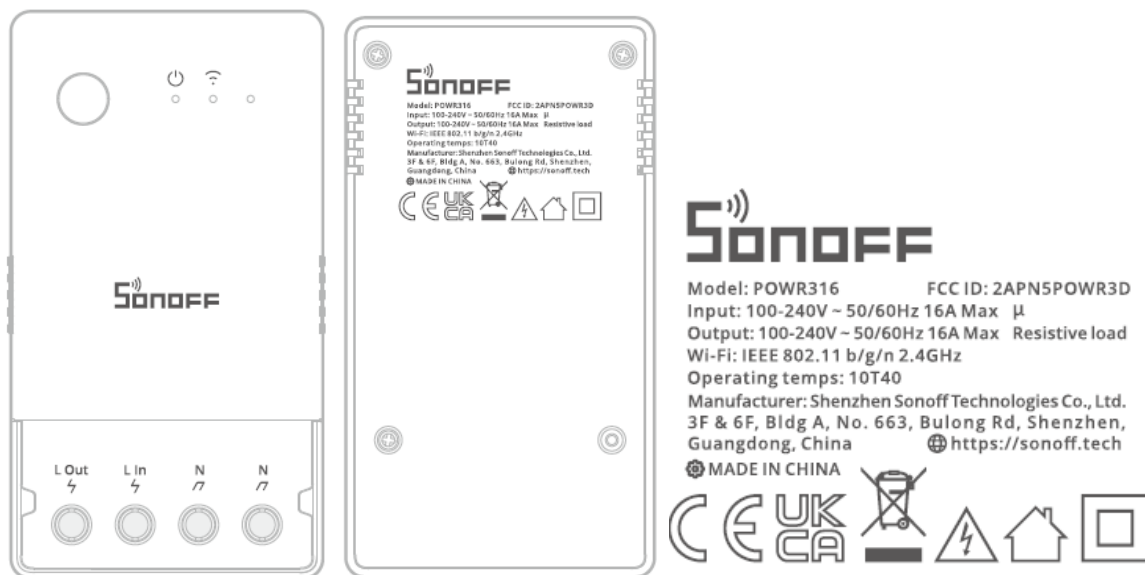 SONOFF
L Out
L In
N
N
SONOFF
Model: POWR316 FCC ID: 2APN5POWR3D
Input: 100-240V ~ 50/60Hz 16A Max μ
Output: 100-240V ~ 50/60Hz 16A Max Resistive load
Wi-Fi: IEEE 802.11 b/g/n 2.4GHz
Operating temps: 10T40
Manufacturer: Shenzhen Sonoff Technologies Co., Ltd.
3F & 6F, Bldg A, No. 663, Bulong Rd, Shenzhen,
Guangdong, China https://sonoff.tech
MADE IN CHINA
CE UK
CA
SONOFF
Model: POWR316 FCC ID: 2APN5POWR3D
Input: 100-240V ~ 50/60Hz 16A Max μ
Output: 100-240V ~ 50/60Hz 16A Max Resistive load
Wi-Fi: IEEE 802.11 b/g/n 2.4GHz
Operating temps: 10T40
Manufacturer: Shenzhen Sonoff Technologies Co., Ltd.
3F & 6F, Bldg A, No. 663, Bulong Rd, Shenzhen,
Guangdong, China https://sonoff.tech
MADE IN CHINA
CE UK
CA